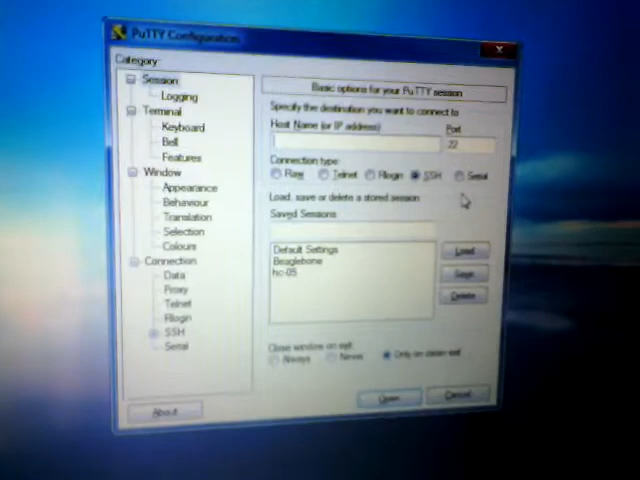 PuTTY Configuration
Category:
Session
Logging
Terminal
Keyboard
Bell
Features
Window
Appearance
Behaviour
Translation
Selection
Colours
Connection
Data
Proxy
Telnet
Rlogin
SSH
Serial
Basic options for your PuTTY session
Specify the destination you want to connect to
Host Name (or IP address) Port
22
Connection type:
Raw Telnet Rlogin SSH Serial
Load, save or delete a stored session
Saved Sessions
Default Settings
Beaglebone
hc-05
Load
Save
Delete
Close window on exit:
Always Never Only on clean exit
About Open Cancel